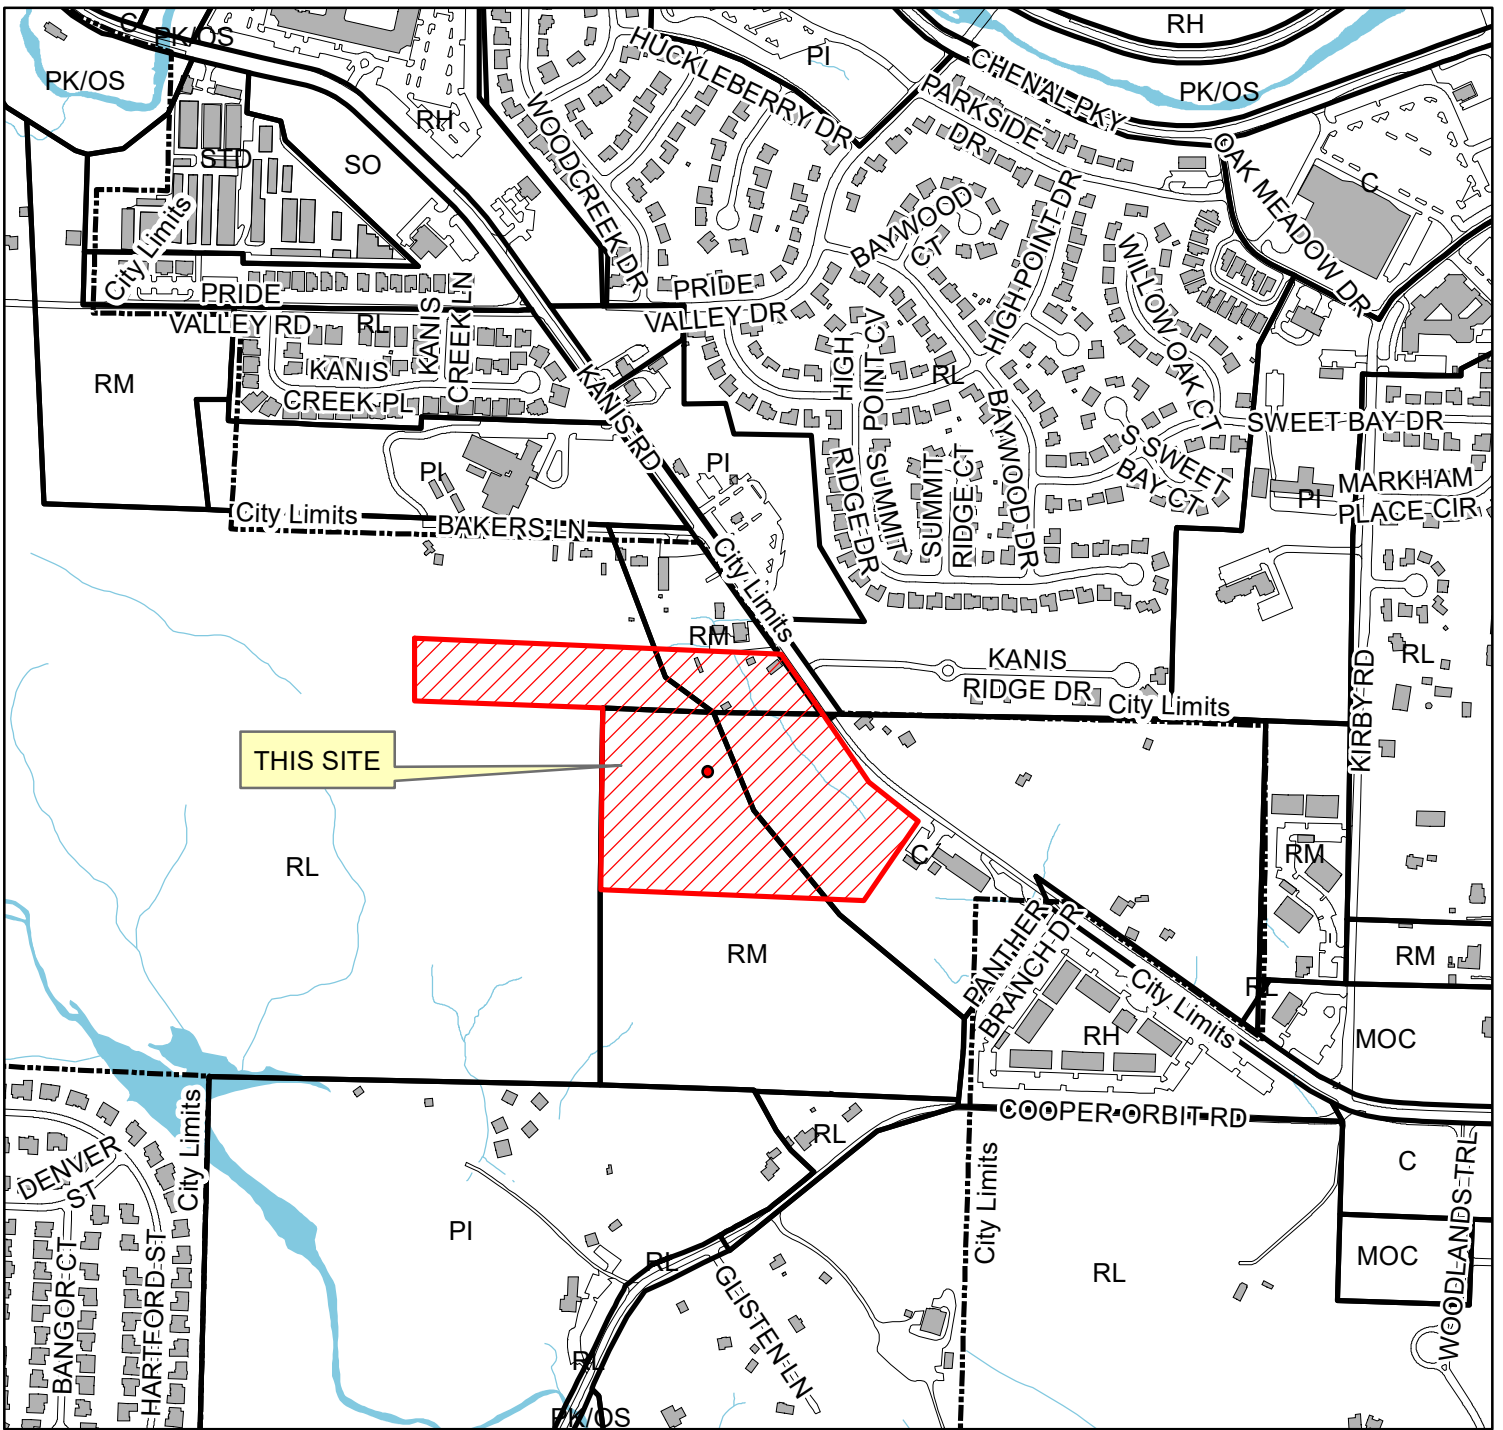 C
PK/OS
RH
PK/OS
PI
HUCKLEBERRY DR
CHENAL PKY
PK/OS
PARKSIDE
DR
RH
WOODCREEK DR
STD
SO
OAK MEADOW DR
C
City Limits
BAYWOOD
CT
HIGH POINT DR
WILLOW OAK CT
PRIDE
VALLEY RD
RL
KANIS
CREEK LN
PRIDE
VALLEY DR
KANIS
CREEK PL
RM
KANIS RD
HIGH
POINT CV
RL
BAYWOOD DR
SWEET BAY DR
S SWEET
BAY CT
PI
PI
SUMMIT
RIDGE DR
SUMMIT
RIDGE CT
PI
MARKHAM
PLACE CIR
City Limits
BAKERS LN
City Limits
RM
KANIS
RIDGE DR
City Limits
RL
KIRBY RD
THIS SITE
RL
C
RM
RM
RM
PANTHER
BRANCH DR
City Limits
RL
RH
MOC
COOPER ORBIT RD
City Limits
RL
City Limits
DENVER
ST
C
WOODLANDS TRL
PI
RL
GLISTEN LN
RL
MOC
BANGOR CT
HARTFORD ST
RL
PK/OS